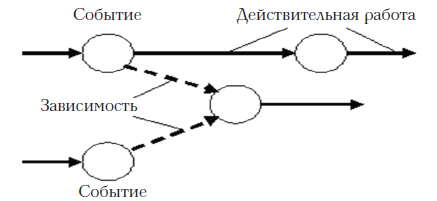 Событие
Действительная работа
Зависимость
Событие